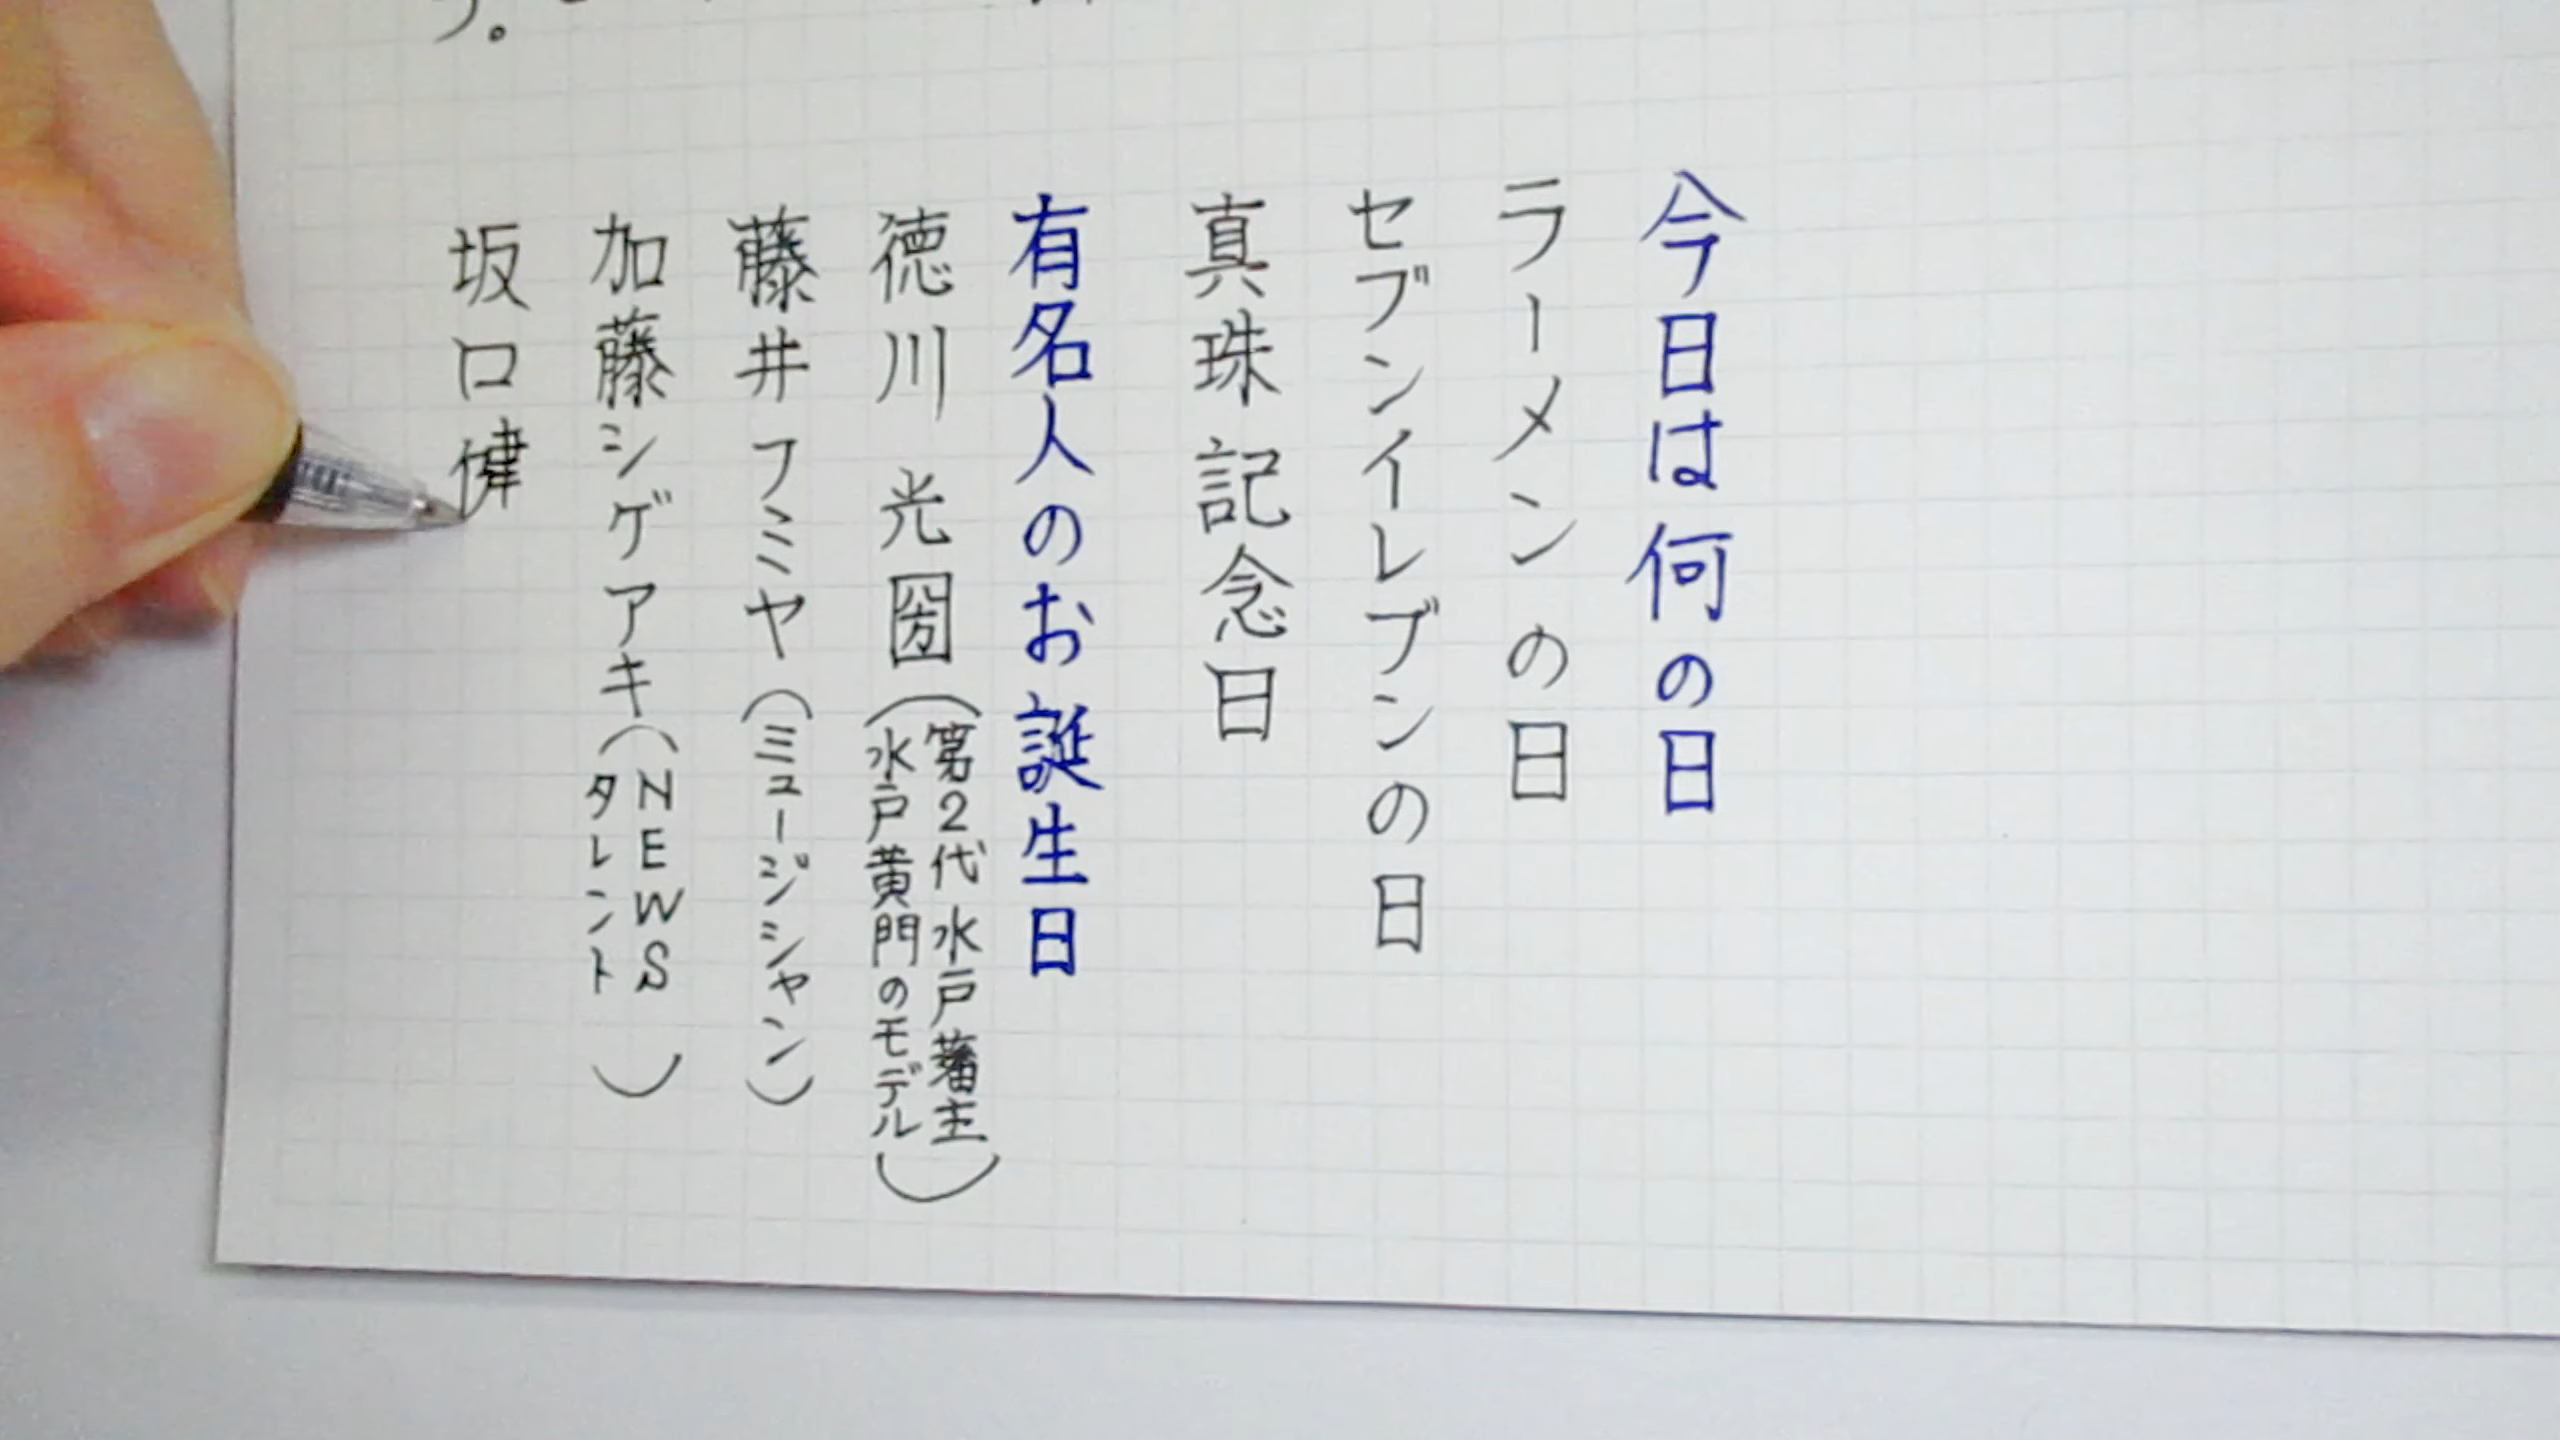 う。
今日は何の日
ラーメンの日
セブンイレブンの日
真珠記念日
有名人のお誕生日
徳川光圀(第2代水戸藩主
水戸黄門のモデル)
藤井フミヤ(ミュージシャン)
加藤シゲアキ(NEWS
タレント)
坂口健